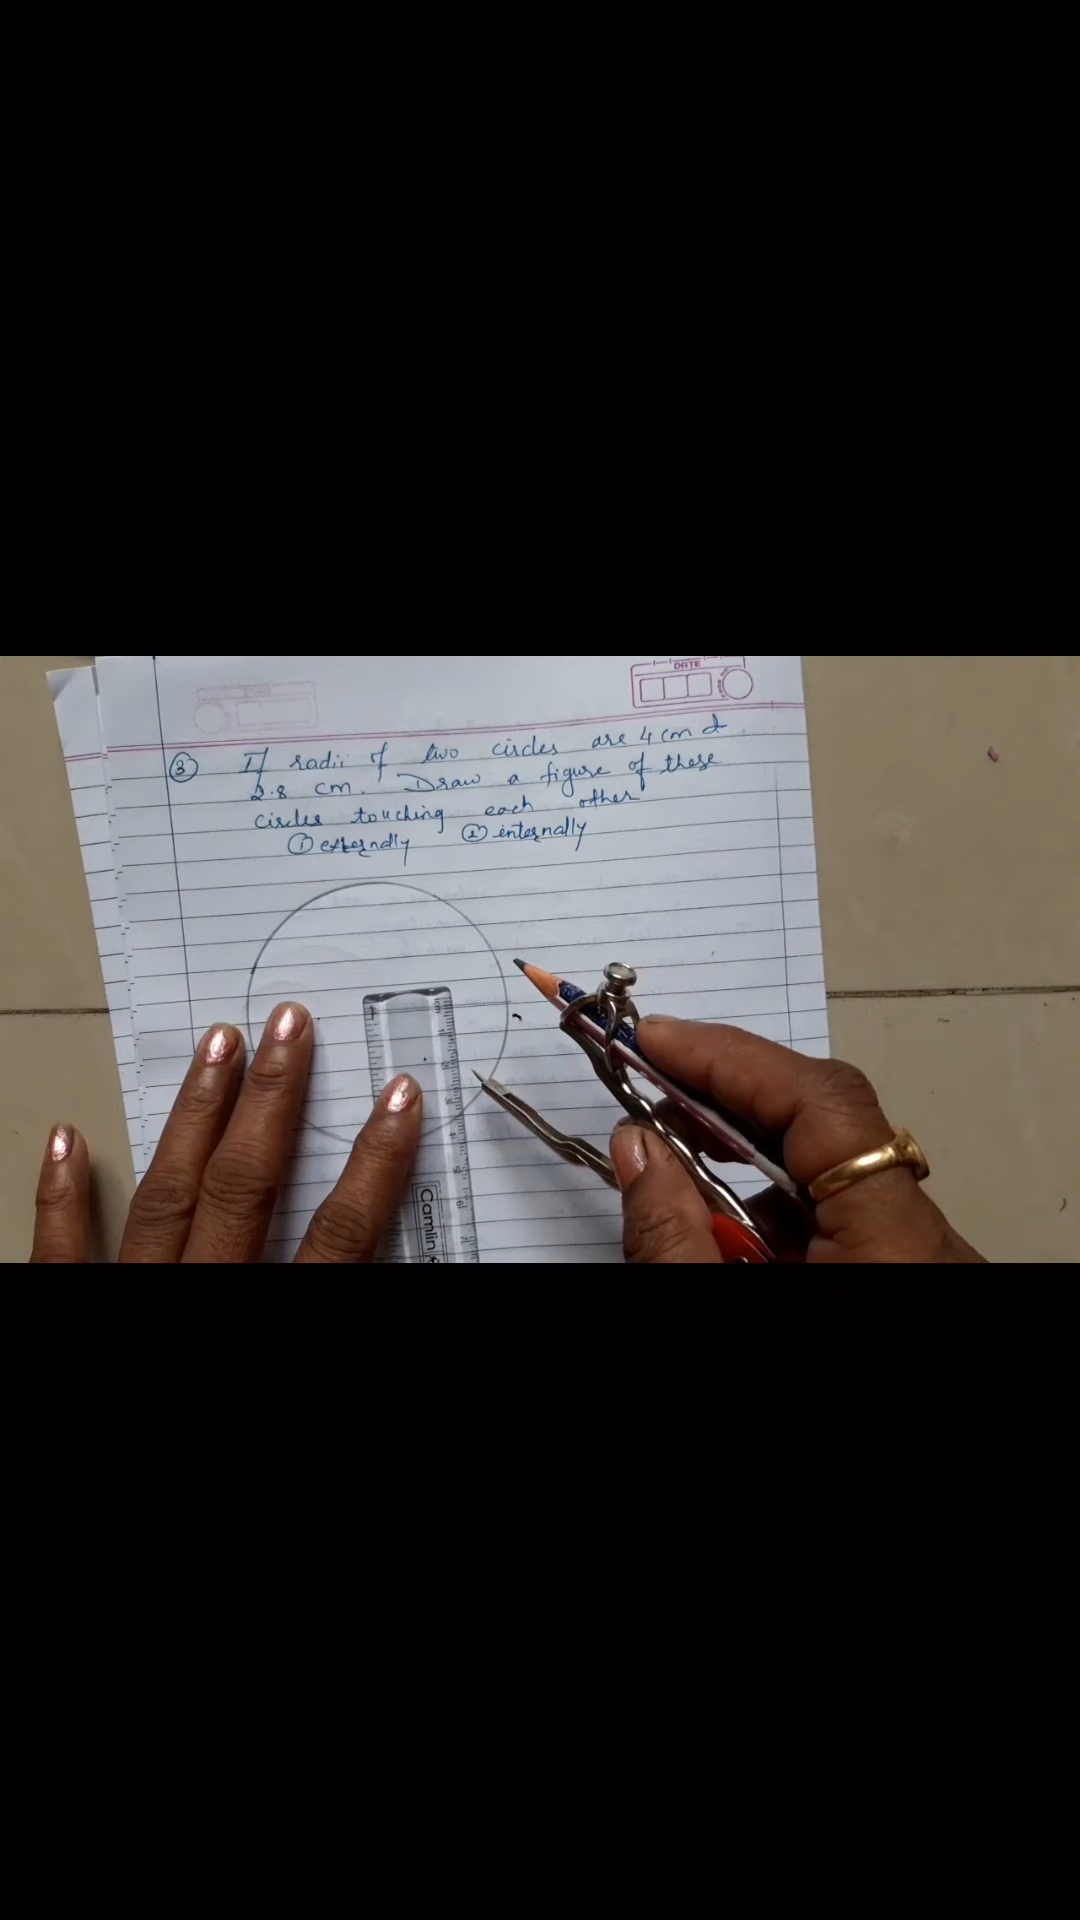 DATE
③ If radii of two circles are 4 cm &
2.8 cm. Draw a figure of these
circles touching each other
① externally ② internally
cm
Camlin